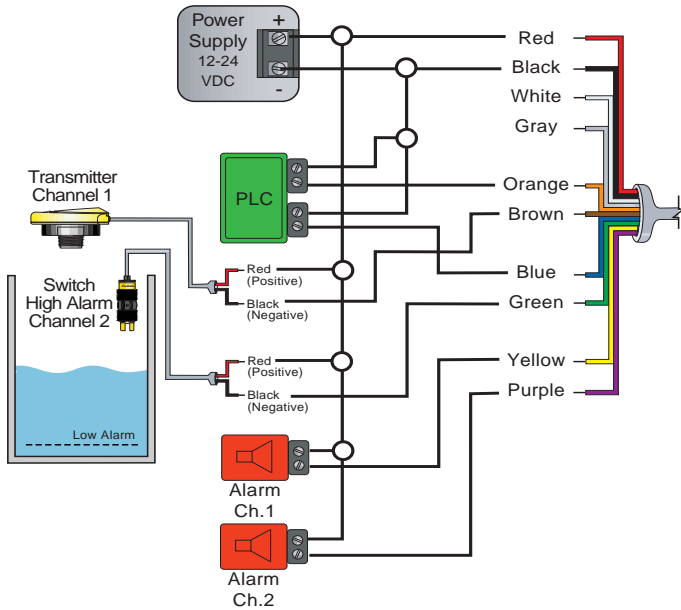 Power
Supply
12-24
VDC
+
-
Red
Black
White
Gray
Orange
Brown
Blue
Green
Yellow
Purple
PLC
Transmitter
Channel 1
Switch
High Alarm
Channel 2
Red
(Positive)
Black
(Negative)
Red
(Positive)
Black
(Negative)
Low Alarm
Alarm
Ch.1
Alarm
Ch.2